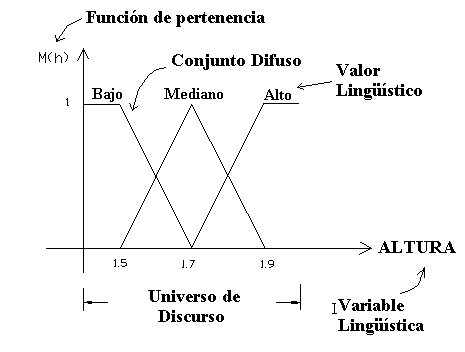 Función de pertenencia
M(h)
Conjunto Difuso
Valor
Lingüístico
Bajo
Mediano
Alto
1
ALTURA
1.5
1.7
1.9
Universo de
Discurso
Variable
Lingüística